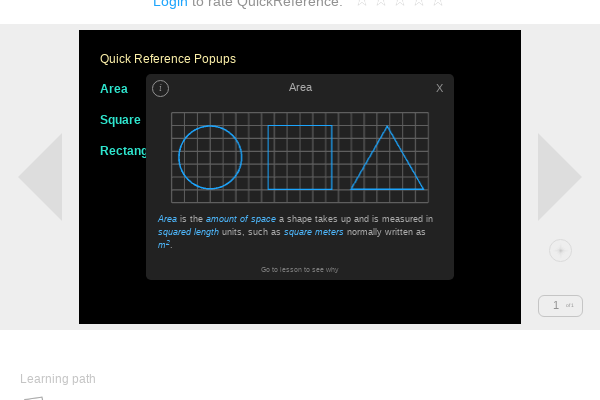 Login to rate QuickReference.
Quick Reference Popups
Area
Square
Rectang
i
Area
X
Area is the amount of space a shape takes up and is measured in
squared length units, such as square meters normally written as
m².
Go to lesson to see why
1
Learning path